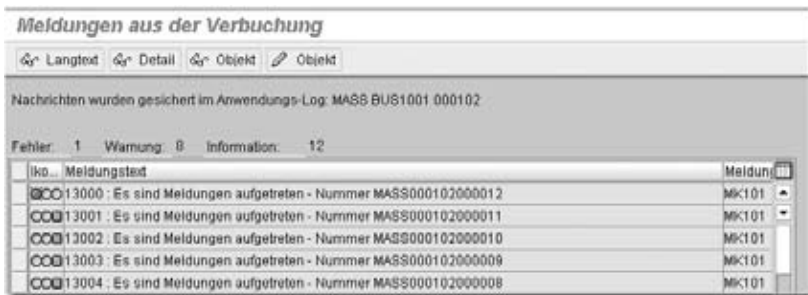 Meldungen aus der Verbuchung
Langtext Detail Objekt Objekt
Nachrichten wurden gesichert im Anwendungs-Log: MASS BUS1001 000102
Fehler: 1 Warnung: 8 Information: 12
Iko... Meldungstext Meldun
13000 : Es sind Meldungen aufgetreten - Nummer MASS000102000012 MK101
13001 : Es sind Meldungen aufgetreten - Nummer MASS000102000011 MK101
13002 : Es sind Meldungen aufgetreten - Nummer MASS000102000010 MK101
13003 : Es sind Meldungen aufgetreten - Nummer MASS000102000009 MK101
13004 : Es sind Meldungen aufgetreten - Nummer MASS000102000008 MK101